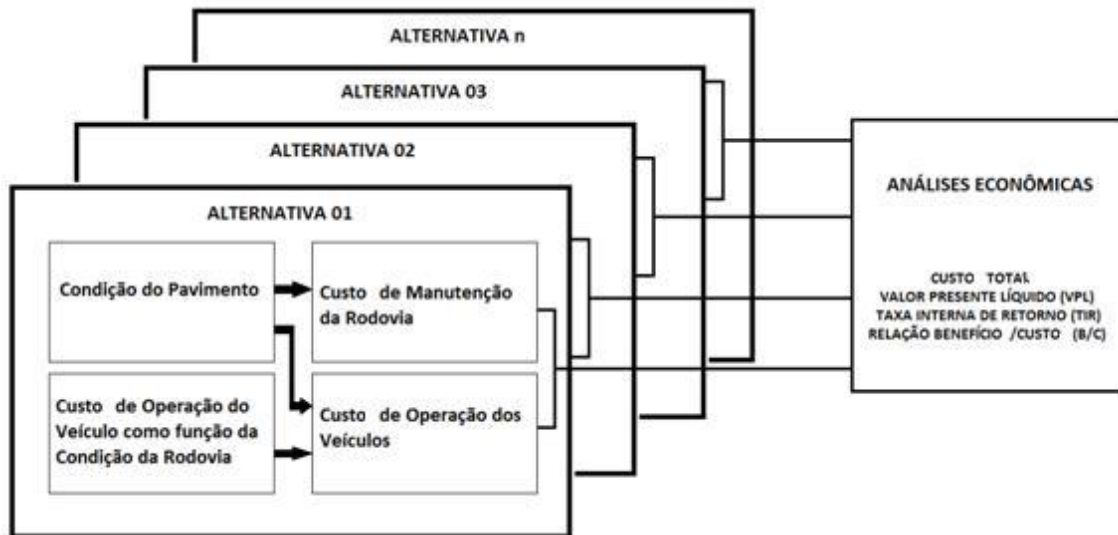 ALTERNATIVA n
ALTERNATIVA 03
ALTERNATIVA 02
ALTERNATIVA 01
Condição do Pavimento
Custo de Manutenção
da Rodovia
Custo de Operação do
Veículo como função da
Condição da Rodovia
Custo de Operação dos
Veículos
ANÁLISES ECONÔMICAS
CUSTO TOTAL
VALOR PRESENTE LÍQUIDO (VPL)
TAXA INTERNA DE RETORNO (TIR)
RELAÇÃO BENEFÍCIO /CUSTO (B/C)